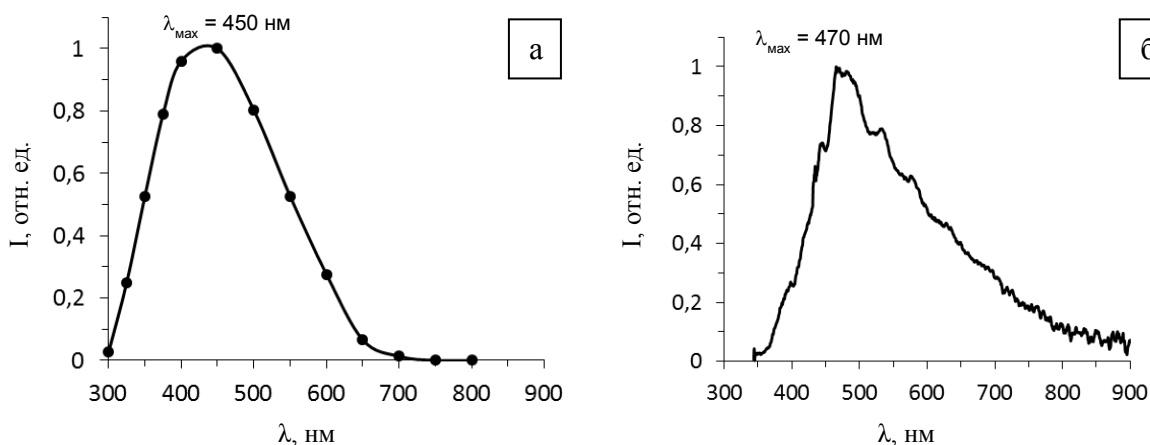 λмах = 450 нм
а
1
0,8
0,6
0,4
0,2
0
I, отн. ед.
300 400 500 600 700 800 900
λ, нм
λмах = 470 нм
б
1
0,8
0,6
0,4
0,2
0
I, отн. ед.
300 400 500 600 700 800 900
λ, нм